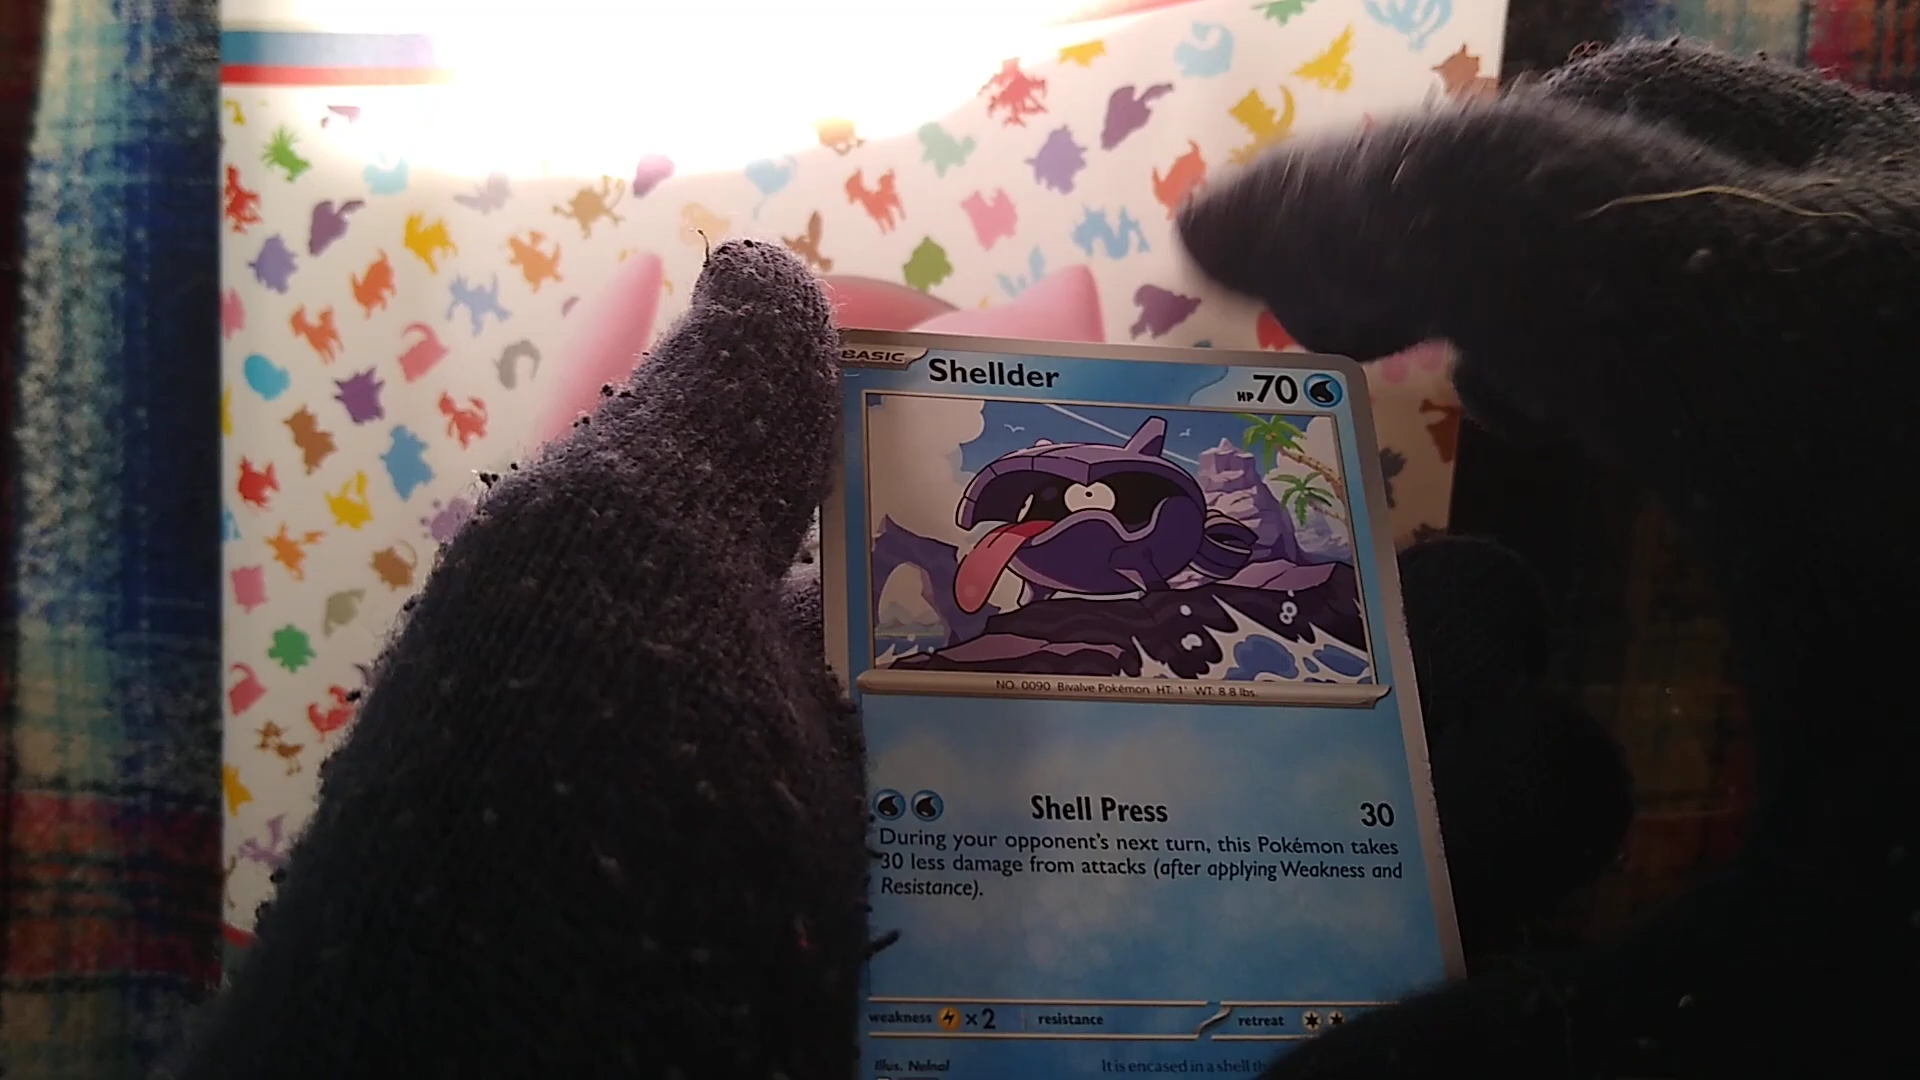 BASIC Shellder HP 70
NO. 0090 Bivalve Pokémon HT: 1' WT: 8.8 lbs.
Shell Press 30
During your opponent's next turn, this Pokémon takes
30 less damage from attacks (after applying Weakness and
Resistance).
weakness ×2 resistance retreat
Illus. Nelnal It is encased in a shell